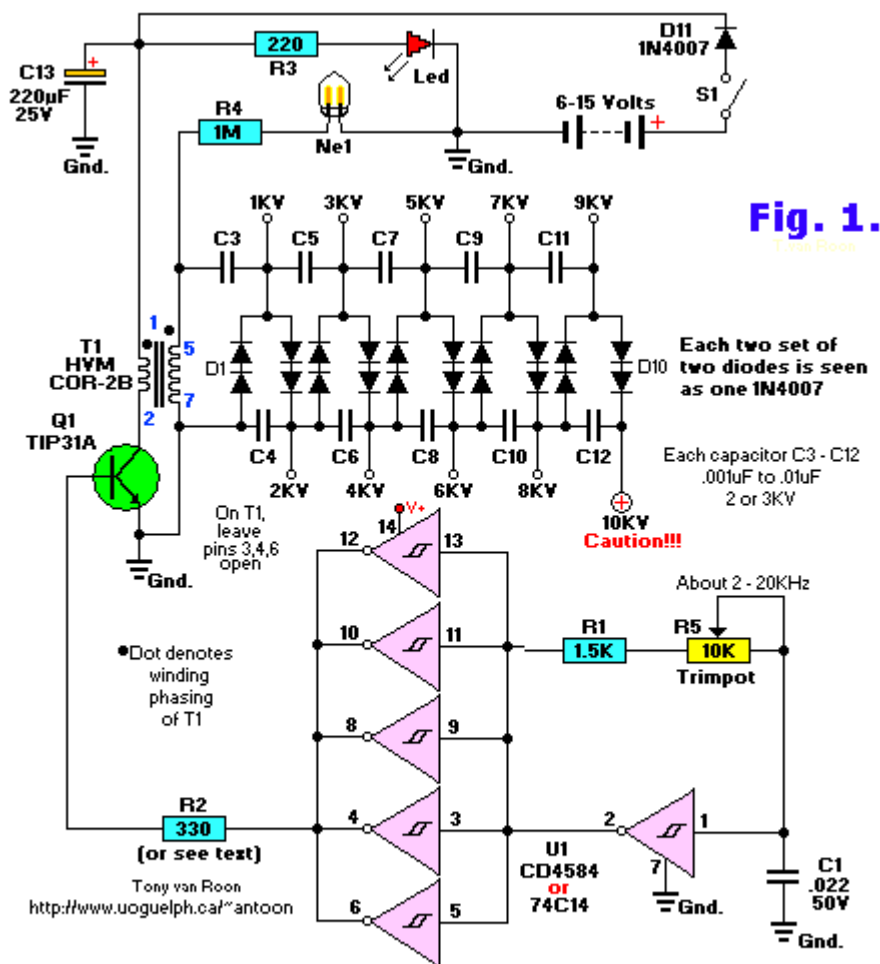 D11
1N4007
C13
220µF
25V
+
Gnd.
220
R3
Led
R4
1M
Ne1
6-15 Volts
+
S1
Gnd.
Fig. 1.
1KV
3KV
5KV
7KV
9KV
C3
C5
C7
C9
C11
T1
HVM
COR-2B
1
5
7
2
D1
D10
Each two set of
two diodes is seen
as one 1N4007
Q1
TIP31A
C4
C6
C8
C10
C12
2KV
4KV
6KV
8KV
+
10KV
Caution!!!
Each capacitor C3 - C12
.001uF to .01uF
2 or 3KV
Gnd.
On T1,
leave
pins 3,4,6
open
V+
14
12
13
10
11
8
9
4
3
6
5
About 2 - 20KHz
R1
1.5K
R5
10K
Trimpot
Dot denotes
winding
phasing
of T1
R2
330
(or see text)
Tony van Roon
http://www.uoguelph.ca/~antoon
2
1
7
U1
CD4584
or
74C14
Gnd.
C1
.022
50V
Gnd.